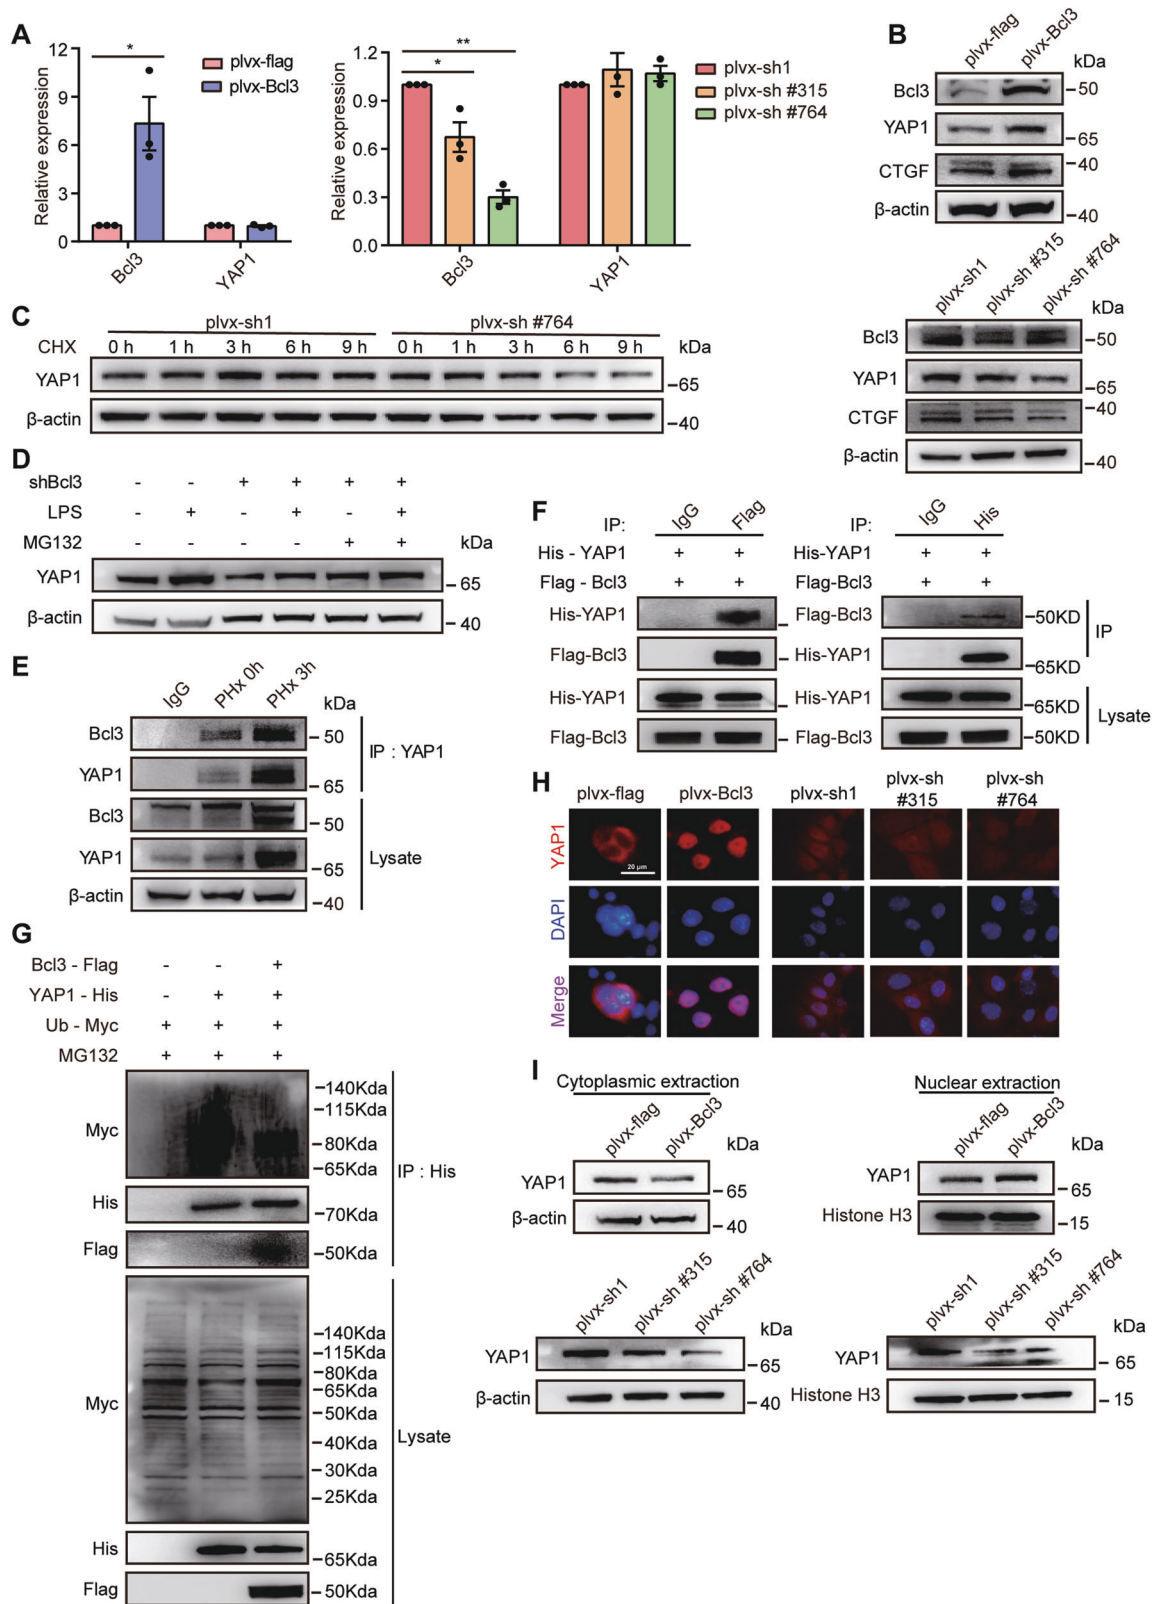 A
12
9
6
3
0
Relative expression
*
plvx-flag
plvx-Bcl3
Bcl3
YAP1
1.2
0.9
0.6
0.3
0.0
Relative expression
**
*
plvx-sh1
plvx-sh #315
plvx-sh #764
Bcl3
YAP1
B
plvx-flag
plvx-Bcl3
kDa
Bcl3
50
YAP1
65
CTGF
40
β-actin
40
plvx-sh1
plvx-sh #315
plvx-sh #764
kDa
Bcl3
50
YAP1
65
CTGF
40
β-actin
40
C
plvx-sh1 plvx-sh #764
CHX 0 h 1 h 3 h 6 h 9 h 0 h 1 h 3 h 6 h 9 h kDa
YAP1
65
β-actin
40
D
shBcl3 - - + + + +
LPS - + - + - +
MG132 - - - - + + kDa
YAP1
65
β-actin
40
E
IgG
PHx 0h
PHx 3h
kDa
Bcl3
50
YAP1
65
IP : YAP1
Bcl3
50
YAP1
65
β-actin
40
Lysate
F
IP: IgG Flag
His - YAP1 + +
Flag - Bcl3 + +
His-YAP1
Flag-Bcl3
His-YAP1
Flag-Bcl3
IP: IgG His
His-YAP1 + +
Flag-Bcl3 + +
Flag-Bcl3 50KD
His-YAP1 65KD
IP
His-YAP1 65KD
Flag-Bcl3 50KD
Lysate
G
Bcl3 - Flag - - +
YAP1 - His - + +
Ub - Myc + + +
MG132 + + +
Myc
140Kda
115Kda
80Kda
65Kda
His
70Kda
Flag
50Kda
IP : His
Myc
140Kda
115Kda
80Kda
65Kda
50Kda
40Kda
30Kda
25Kda
His
65Kda
Flag
50Kda
Lysate
H
plvx-flag plvx-Bcl3 plvx-sh1 plvx-sh #315 plvx-sh #764
YAP1
20 μm
DAPI
Merge
I
Cytoplasmic extraction
plvx-flag
plvx-Bcl3
kDa
YAP1
65
β-actin
40
Nuclear extraction
plvx-flag
plvx-Bcl3
kDa
YAP1
65
Histone H3
15
plvx-sh1
plvx-sh #315
plvx-sh #764
kDa
YAP1
65
β-actin
40
plvx-sh1
plvx-sh #315
plvx-sh #764
kDa
YAP1
65
Histone H3
15